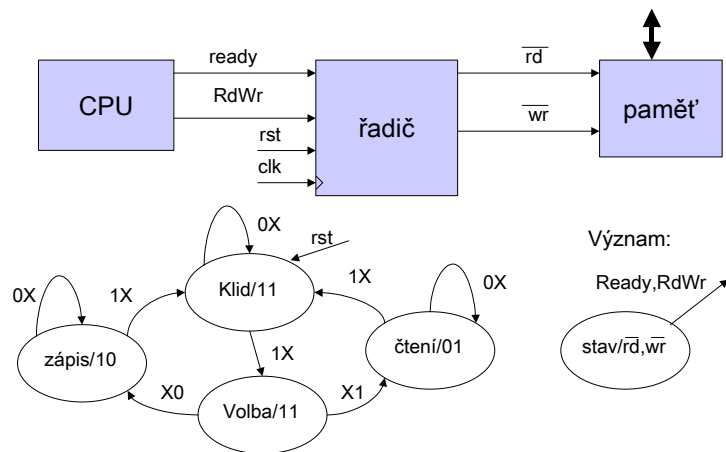 ready
RdWr
rst
clk
CPU
řadič
rd
wr
paměť
0X
rst
Klid/11
0X
1X
zápis/10
1X
1X
0X
čtení/01
X0
X1
Volba/11
Význam:
Ready,RdWr
stav/rd,wr